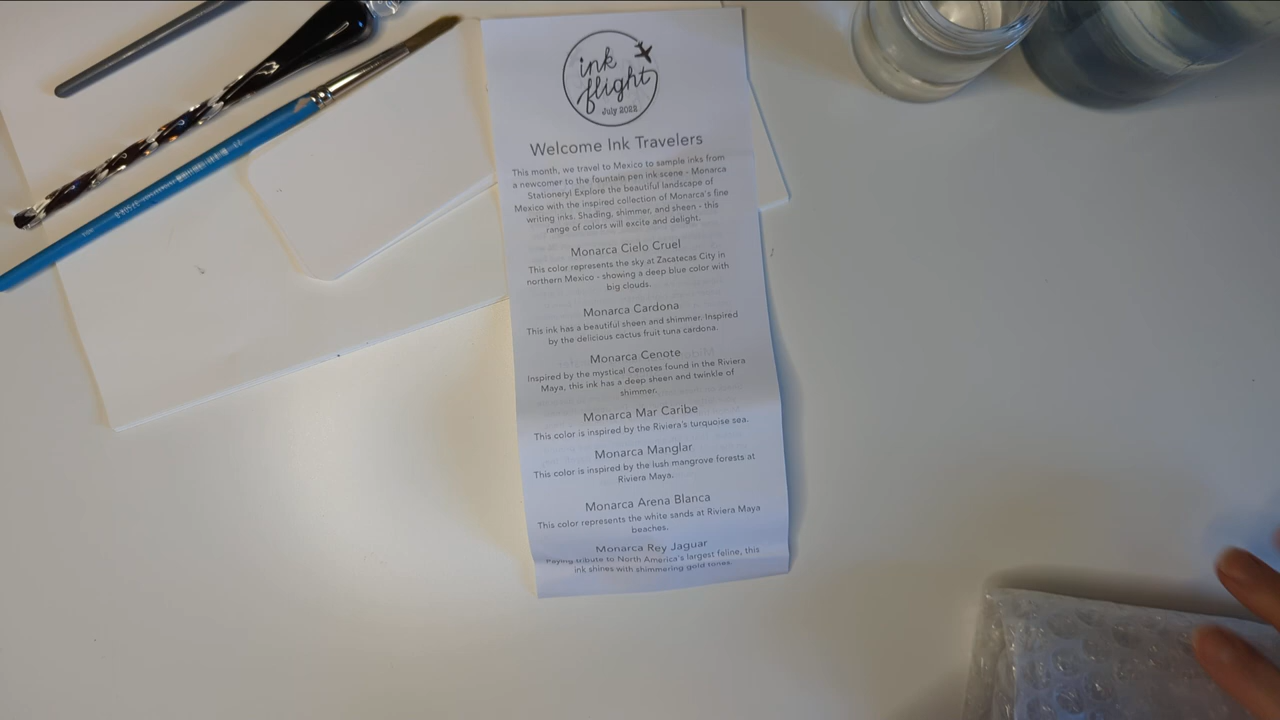 ink
flight
July 2022
Welcome Ink Travelers
This month, we travel to Mexico to sample inks from
a newcomer to the fountain pen ink scene - Monarca
Stationery! Explore the beautiful landscape of
Mexico with the inspired collection of Monarca's fine
writing inks. Shading, shimmer, and sheen - this
range of colors will excite and delight.
Monarca Cielo Cruel
This color represents the sky at Zacatecas City in
northern Mexico - showing a deep blue color with
big clouds.
Monarca Cardona
This ink has a beautiful sheen and shimmer. Inspired
by the delicious cactus fruit tuna cardona.
Monarca Cenote
Inspired by the mystical Cenotes found in the Riviera
Maya, this ink has a deep sheen and twinkle of
shimmer.
Monarca Mar Caribe
This color is inspired by the Riviera's turquoise sea.
Monarca Manglar
This color is inspired by the lush mangrove forests at
Riviera Maya.
Monarca Arena Blanca
This color represents the white sands at Riviera Maya
beaches.
Monarca Rey Jaguar
Paying tribute to North America's largest feline, this
ink shines with shimmering gold tones.